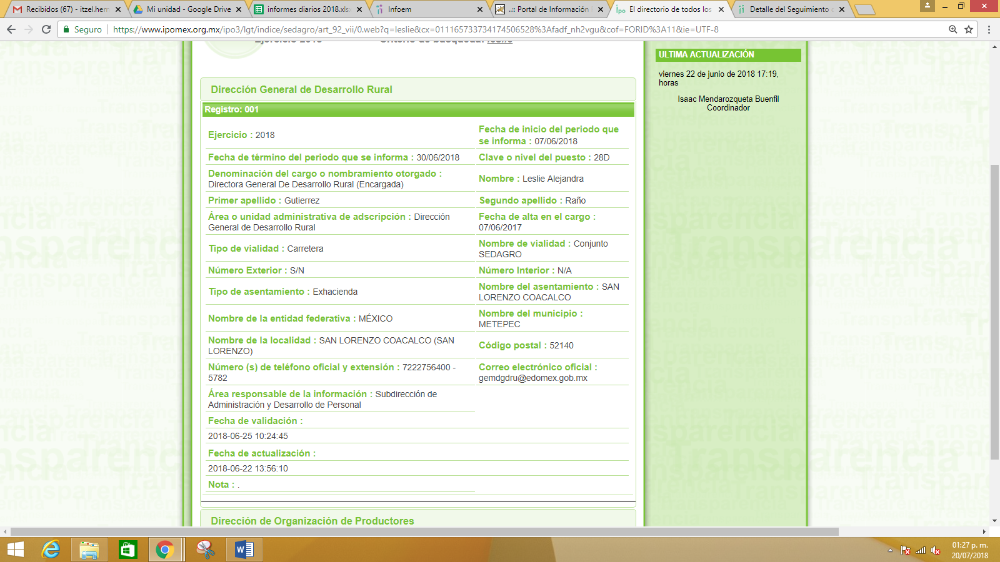 Recibidos (67) - itzel.hern
Mi unidad - Google Drive
informes diarios 2018.xlsx
Infoem
..:: Portal de Información
El directorio de todos los
Detalle del Seguimiento
Seguro
https://www.ipomex.org.mx/ipo3/lgt/indice/sedagro/art_92_vii/0.web?q=leslie&cx=011165733734174506528%3Afadf_nh2vgu&cof=FORID%3A11&ie=UTF-8
Ejercicio 2018 Criterio de búsqueda: leslie
ULTIMA ACTUALIZACIÓN
viernes 22 de junio de 2018 17:19,
horas
Isaac Mendarozqueta Buenfil
Coordinador
Dirección General de Desarrollo Rural
Registro: 001
Ejercicio : 2018
Fecha de inicio del periodo que
se informa : 07/06/2018
Fecha de término del periodo que se informa : 30/06/2018
Clave o nivel del puesto : 28D
Denominación del cargo o nombramiento otorgado :
Directora General De Desarrollo Rural (Encargada)
Nombre : Leslie Alejandra
Primer apellido : Gutierrez
Segundo apellido : Raño
Área o unidad administrativa de adscripción : Dirección
General de Desarrollo Rural
Fecha de alta en el cargo :
07/06/2017
Tipo de vialidad : Carretera
Nombre de vialidad : Conjunto
SEDAGRO
Número Exterior : S/N
Número Interior : N/A
Tipo de asentamiento : Exhacienda
Nombre del asentamiento : SAN
LORENZO COACALCO
Nombre de la entidad federativa : MÉXICO
Nombre del municipio :
METEPEC
Nombre de la localidad : SAN LORENZO COACALCO (SAN
LORENZO)
Código postal : 52140
Número (s) de teléfono oficial y extensión : 7222756400 -
5782
Correo electrónico oficial :
gemdgdru@edomex.gob.mx
Área responsable de la información : Subdirección de
Administración y Desarrollo de Personal
Fecha de validación :
2018-06-25 10:24:45
Fecha de actualización :
2018-06-22 13:56:10
Nota : .
Dirección de Organización de Productores
01:27 p. m.
20/07/2018